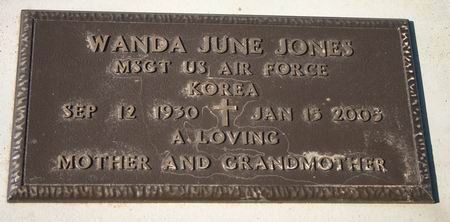 WANDA JUNE JONES
MSGT US AIR FORCE
KOREA
SEP 12 1930 JAN 15 2003
A LOVING
MOTHER AND GRANDMOTHER